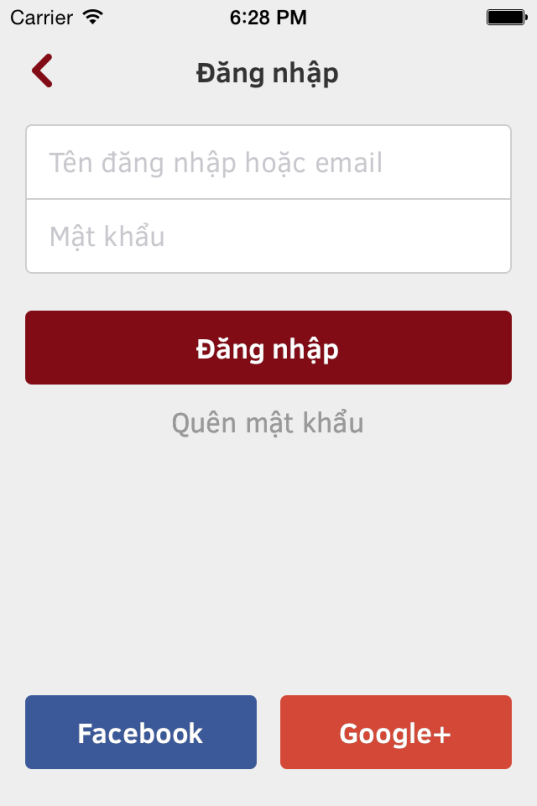 Carrier 6:28 PM
Đăng nhập
Tên đăng nhập hoặc email
Mật khẩu
Đăng nhập
Quên mật khẩu
Facebook Google+